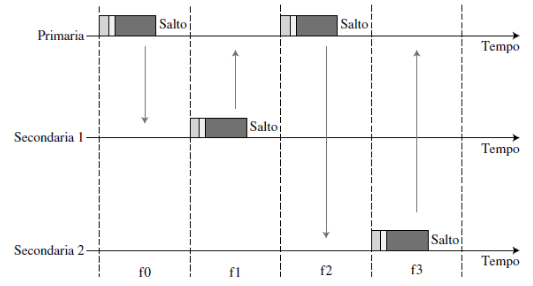 Salto
Salto
Primaria
Tempo
Salto
Secondaria 1
Tempo
Salto
Secondaria 2
Tempo
f0
f1
f2
f3